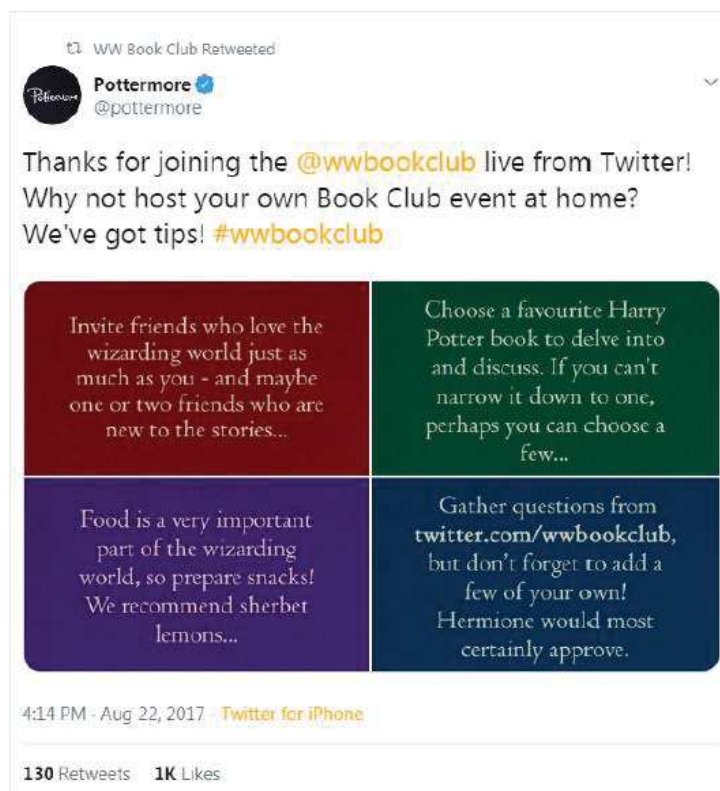 WW Book Club Retweeted
Pottermore
Pottermore
@pottermore
Thanks for joining the @wwbookclub live from Twitter!
Why not host your own Book Club event at home?
We've got tips! #wwbookclub
Invite friends who love the
wizarding world just as
much as you - and maybe
one or two friends who are
new to the stories...
Choose a favourite Harry
Potter book to delve into
and discuss. If you can't
narrow it down to one,
perhaps you can choose a
few...
Food is a very important
part of the wizarding
world, so prepare snacks!
We recommend sherbet
lemons...
Gather questions from
twitter.com/wwbookclub,
but don't forget to add a
few of your own!
Hermione would most
certainly approve.
4:14 PM - Aug 22, 2017 - Twitter for iPhone
130 Retweets 1K Likes